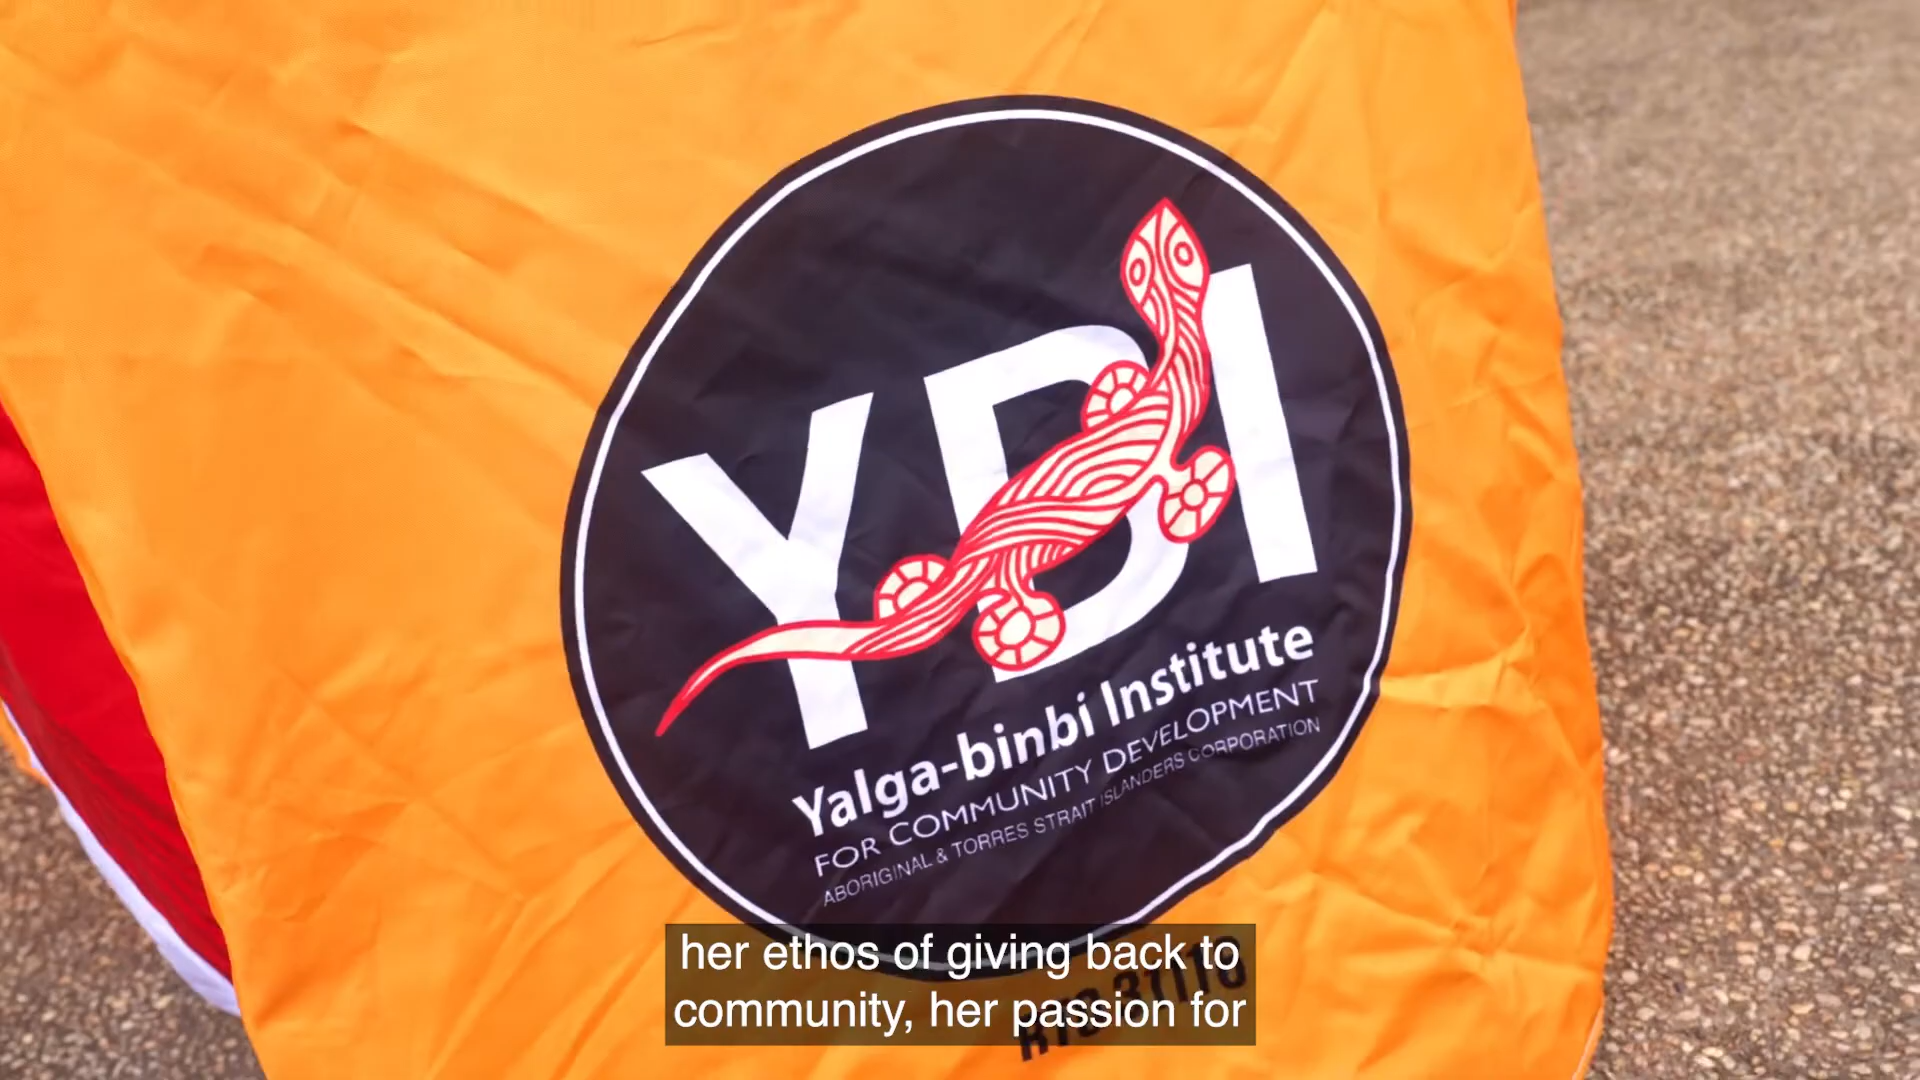 YBI
Yalga-binbi Institute
FOR COMMUNITY DEVELOPMENT
ABORIGINAL & TORRES STRAIT ISLANDERS CORPORATION
her ethos of giving back to
community, her passion for